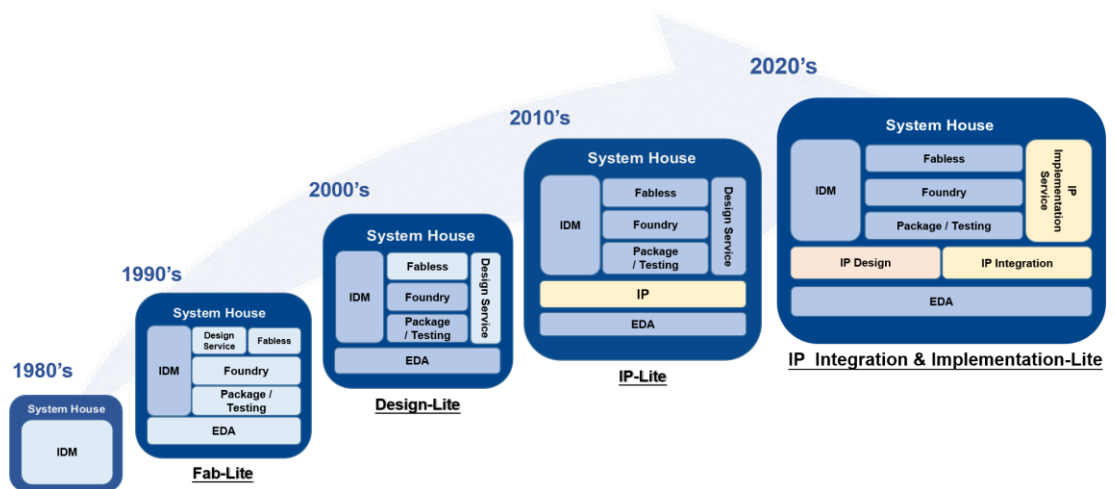 1980's
System House
IDM
1990's
System House
IDM
Design
Service
Fabless
Foundry
Package /
Testing
EDA
Fab-Lite
2000's
System House
IDM
Fabless
Foundry
Package
/ Testing
Design Service
EDA
Design-Lite
2010's
System House
IDM
Fabless
Foundry
Package
/ Testing
Design Service
IP
EDA
IP-Lite
2020's
System House
IDM
Fabless
Foundry
Package / Testing
IP
Implementation
Service
IP Design
IP Integration
EDA
IP Integration & Implementation-Lite